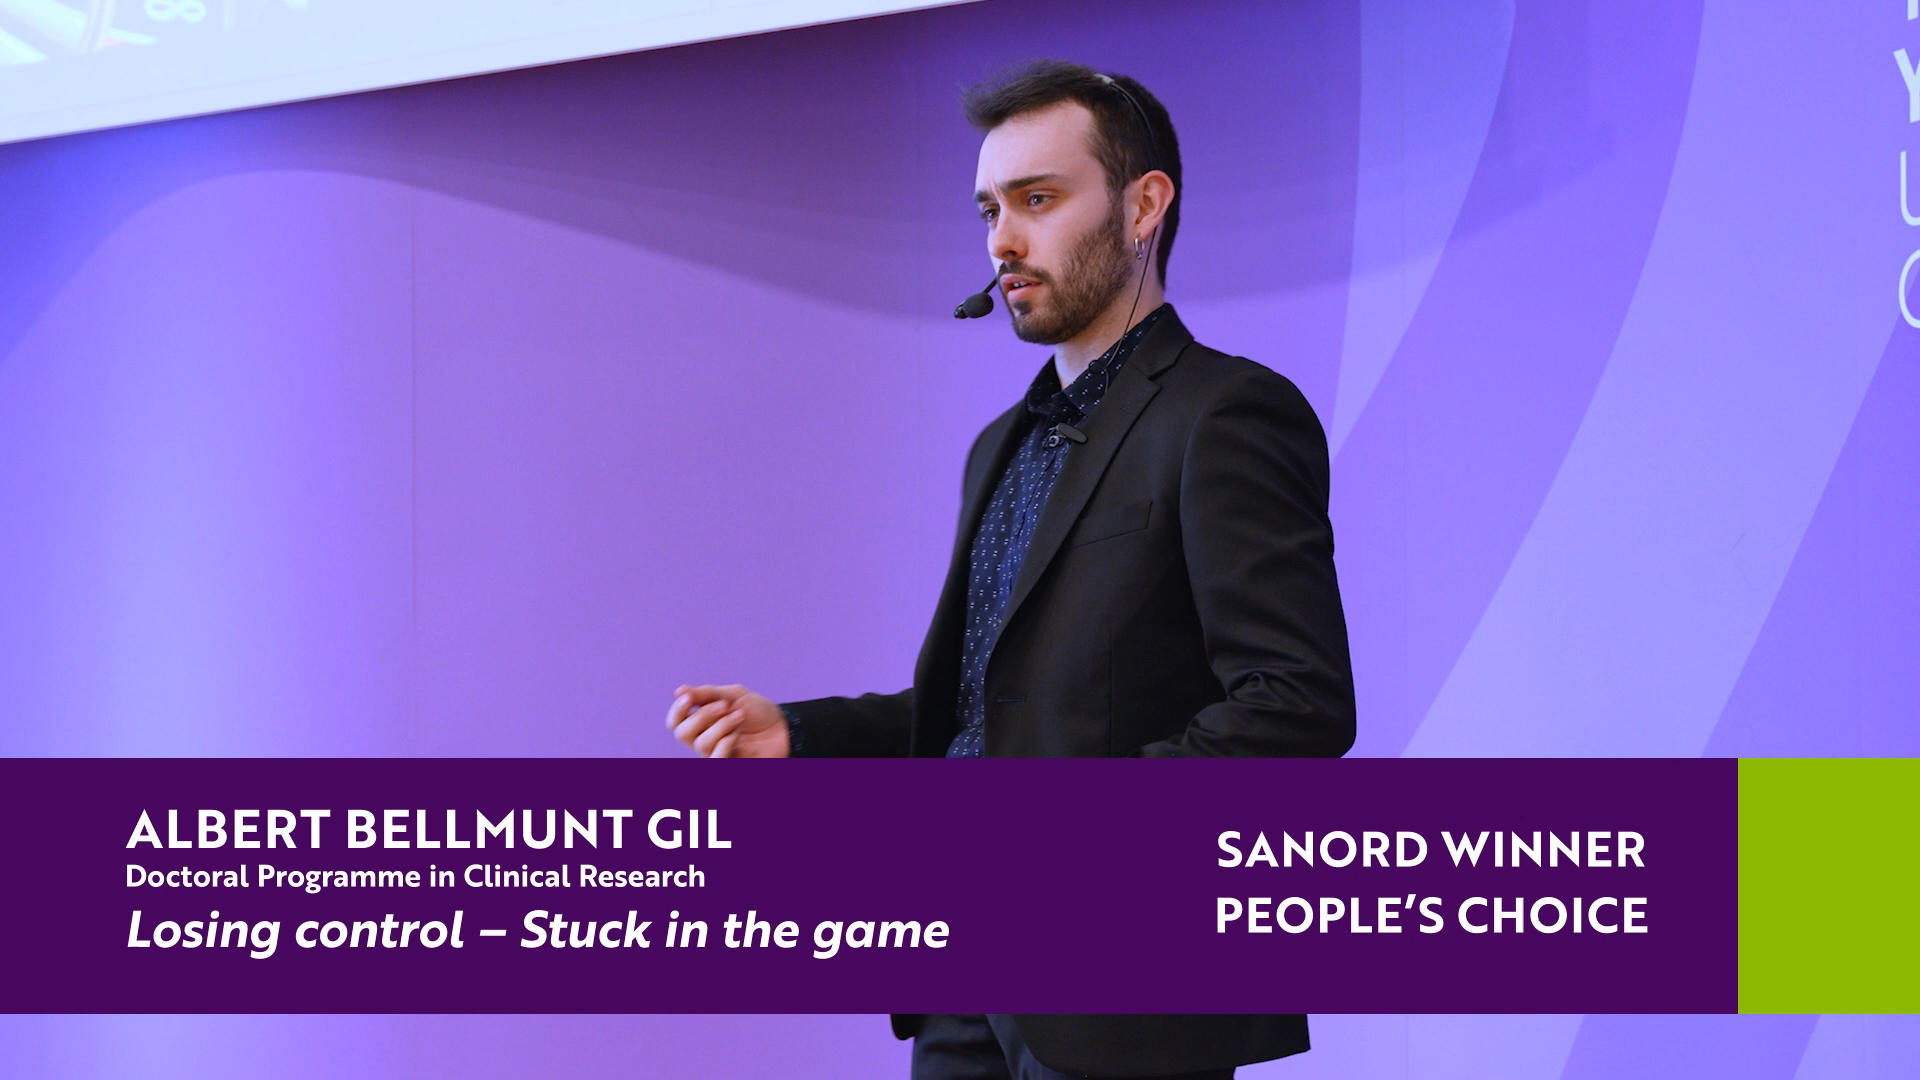 ALBERT BELLMUNT GIL
Doctoral Programme in Clinical Research
Losing control – Stuck in the game
SANORD WINNER
PEOPLE’S CHOICE